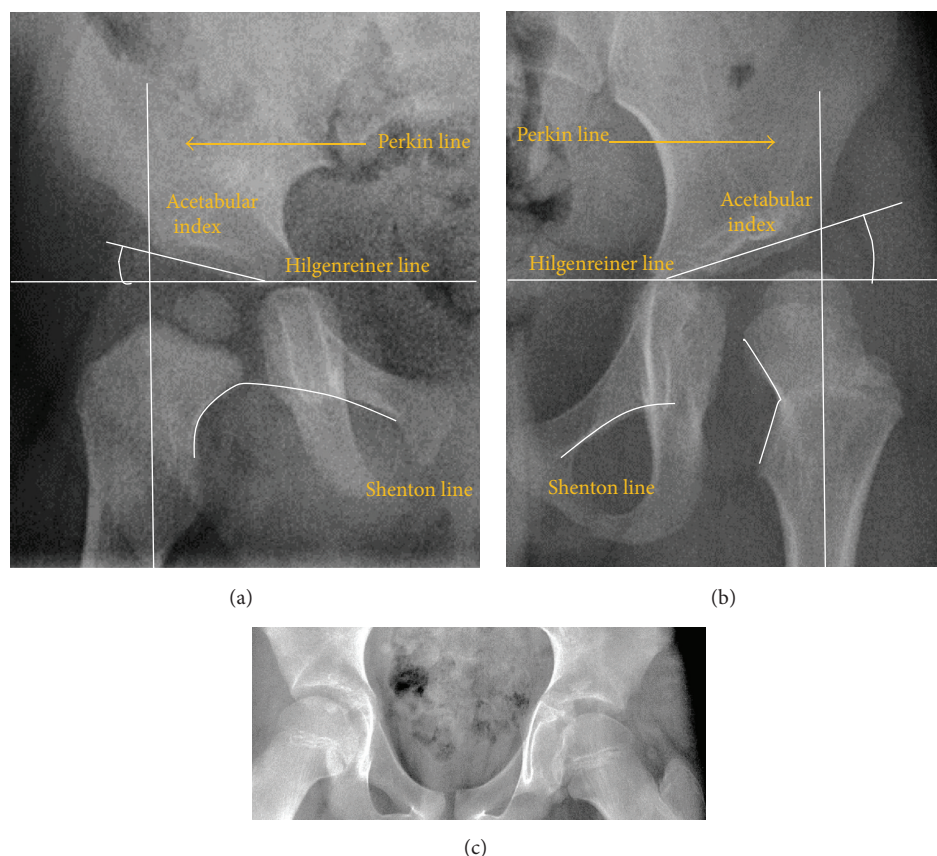 Perkin line
Acetabular
index
Hilgenreiner line
Shenton line
(a)
Perkin line
Acetabular
index
Hilgenreiner line
Shenton line
(b)
(c)